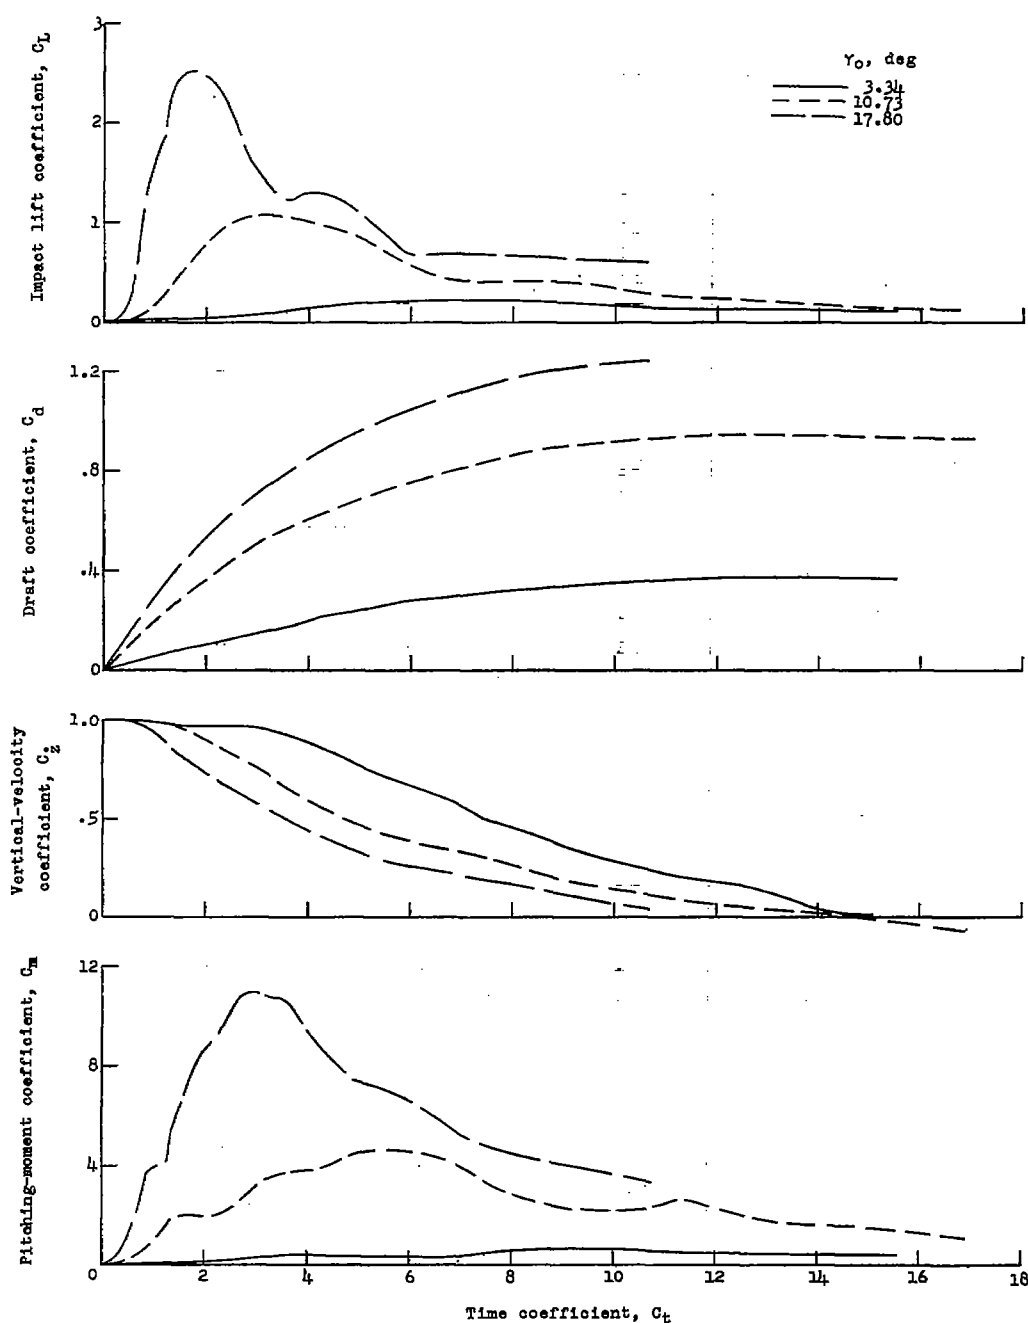 3
2
1
0
Impact lift coefficient, C_L
γ_o, deg
3.34
10.73
17.80
1.2
.8
.4
0
Draft coefficient, C_d
1.0
.5
0
Vertical-velocity
coefficient, C_ż
12
8
4
0
Pitching-moment coefficient, C_m
2 4 6 8 10 12 14 16 18
Time coefficient, C_t